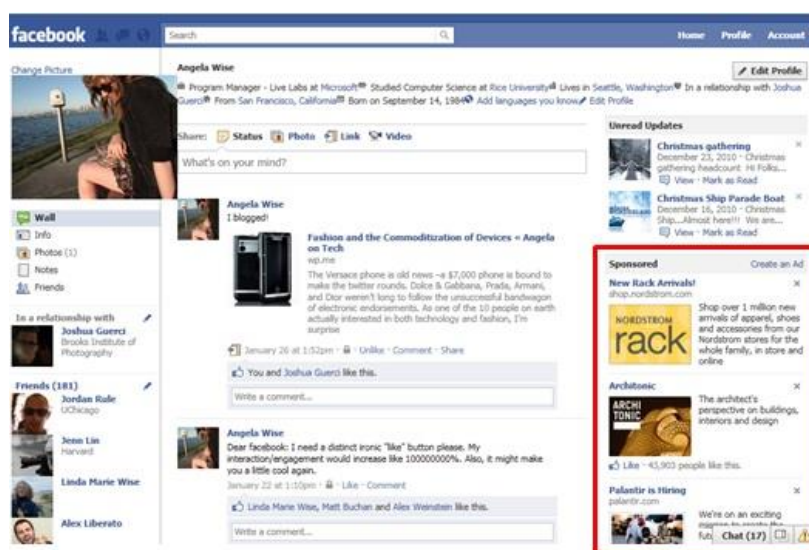 facebook
Search
Home Profile Account
Change Picture
Angela Wise
Edit Profile
Program Manager - Live Labs at Microsoft Studied Computer Science at Rice University Lives in Seattle, Washington In a relationship with Joshua
Guerci From San Francisco, California Born on September 14, 1984 Add languages you know Edit Profile
Share: Status Photo Link Video
What's on your mind?
Wall
Info
Photos (1)
Notes
Friends
In a relationship with
Joshua Guerci
Brooks Institute of
Photography
Friends (181)
Jordan Rule
UChicago
Jenn Lin
Harvard
Linda Marie Wise
Alex Liberato
Angela Wise
I blogged!
Fashion and the Commoditization of Devices « Angela
on Tech
wp.me
The Versace phone is old news –a $7,000 phone is bound to
make the twitter rounds. Dolce & Gabbana, Prada, Armani,
and Dior weren't long to follow the unsuccessful bandwagon
of electronic endorsements. As one of the 10 people on earth
actually interested in both technology and fashion, I'm
surprise
January 26 at 1:52pm · Unlike · Comment · Share
You and Joshua Guerci like this.
Write a comment...
Angela Wise
Dear facebook: I need a distinct ironic "like" button please. My
interaction/engagement would increase like 100000000%. Also, it might make
you a little cool again.
January 22 at 1:10pm · Like · Comment
Linda Marie Wise, Matt Buchan and Alex Weinstein like this.
Write a comment...
Unread Updates
Christmas gathering
December 23, 2010 · Christmas
gathering headcount Hi Folks...
View · Mark as Read
Christmas Ship Parade Boat
December 16, 2010 · Christmas
Ship...Almost here!!! We are...
View · Mark as Read
Sponsored Create an Ad
New Rack Arrivals!
shop.nordstrom.com
NORDSTROM
rack
Shop over 1 million new
arrivals of apparel, shoes
and accessories from our
Nordstrom stores for the
whole family, in store and
online
Architonic
ARCHI
TONIC
The architect's
perspective on buildings,
interiors and design
Like · 43,903 people like this.
Palantir is Hiring
palantir.com
We're on an exciting
mission to create the
Chat (17)